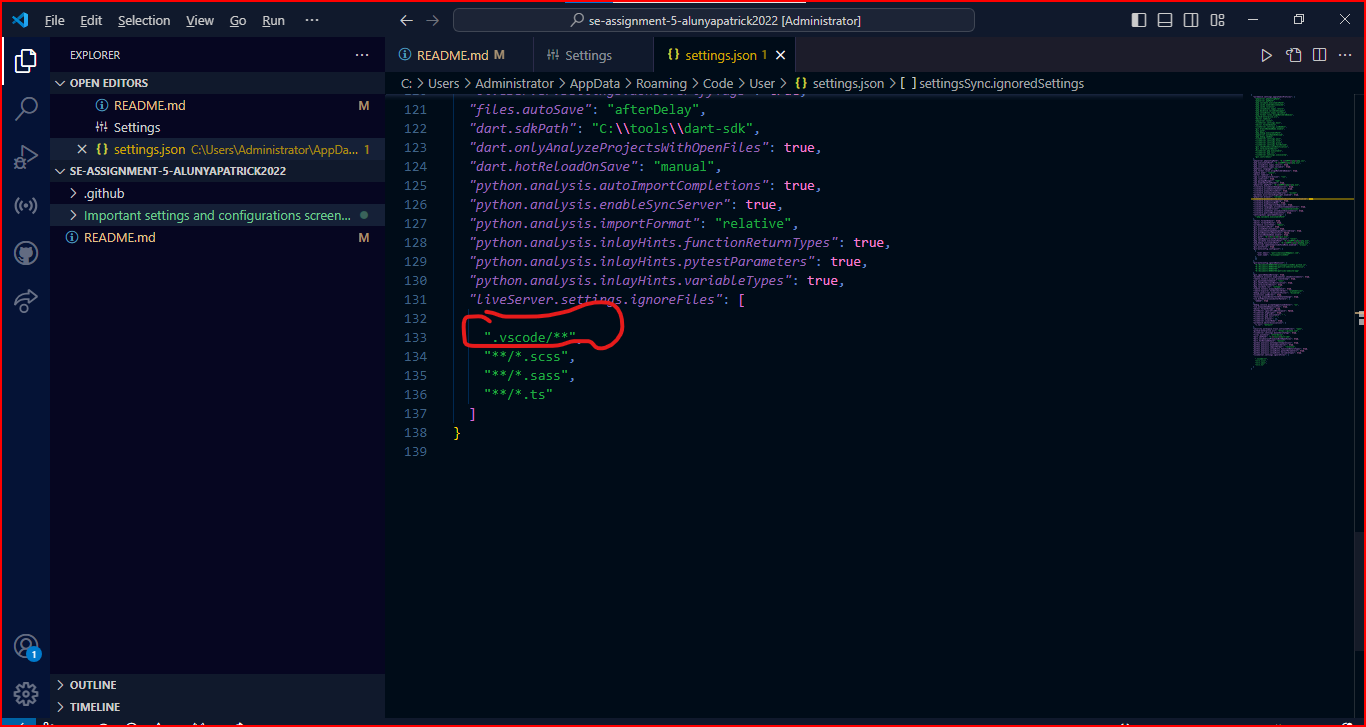 File Edit Selection View Go Run ···
se-assignment-5-alunyapatrick2022 [Administrator]
EXPLORER
OPEN EDITORS
README.md M
Settings
settings.json C:\Users\Administrator\AppDa... 1
SE-ASSIGNMENT-5-ALUNYAPATRICK2022
.github
Important settings and configurations screen...
README.md M
OUTLINE
TIMELINE
1
README.md M
Settings
{} settings.json 1
C: > Users > Administrator > AppData > Roaming > Code > User > {} settings.json > [ ] settingsSync.ignoredSettings
121 "files.autoSave": "afterDelay",
122 "dart.sdkPath": "C:\\tools\\dart-sdk",
123 "dart.onlyAnalyzeProjectsWithOpenFiles": true,
124 "dart.hotReloadOnSave": "manual",
125 "python.analysis.autoImportCompletions": true,
126 "python.analysis.enableSyncServer": true,
127 "python.analysis.importFormat": "relative",
128 "python.analysis.inlayHints.functionReturnTypes": true,
129 "python.analysis.inlayHints.pytestParameters": true,
130 "python.analysis.inlayHints.variableTypes": true,
131 "liveServer.settings.ignoreFiles": [
132
133 ".vscode/**",
134 "**/*.scss",
135 "**/*.sass",
136 "**/*.ts"
137 ]
138 }
139